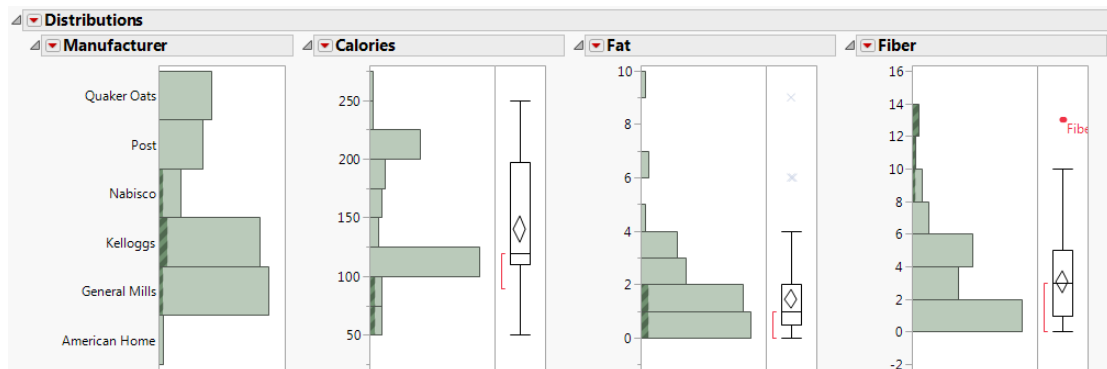 Distributions
Manufacturer
Quaker Oats
Post
Nabisco
Kelloggs
General Mills
American Home
Calories
250
200
150
100
50
Fat
10
8
6
4
2
0
Fiber
16
14
12
10
8
6
4
2
0
-2
Fibe